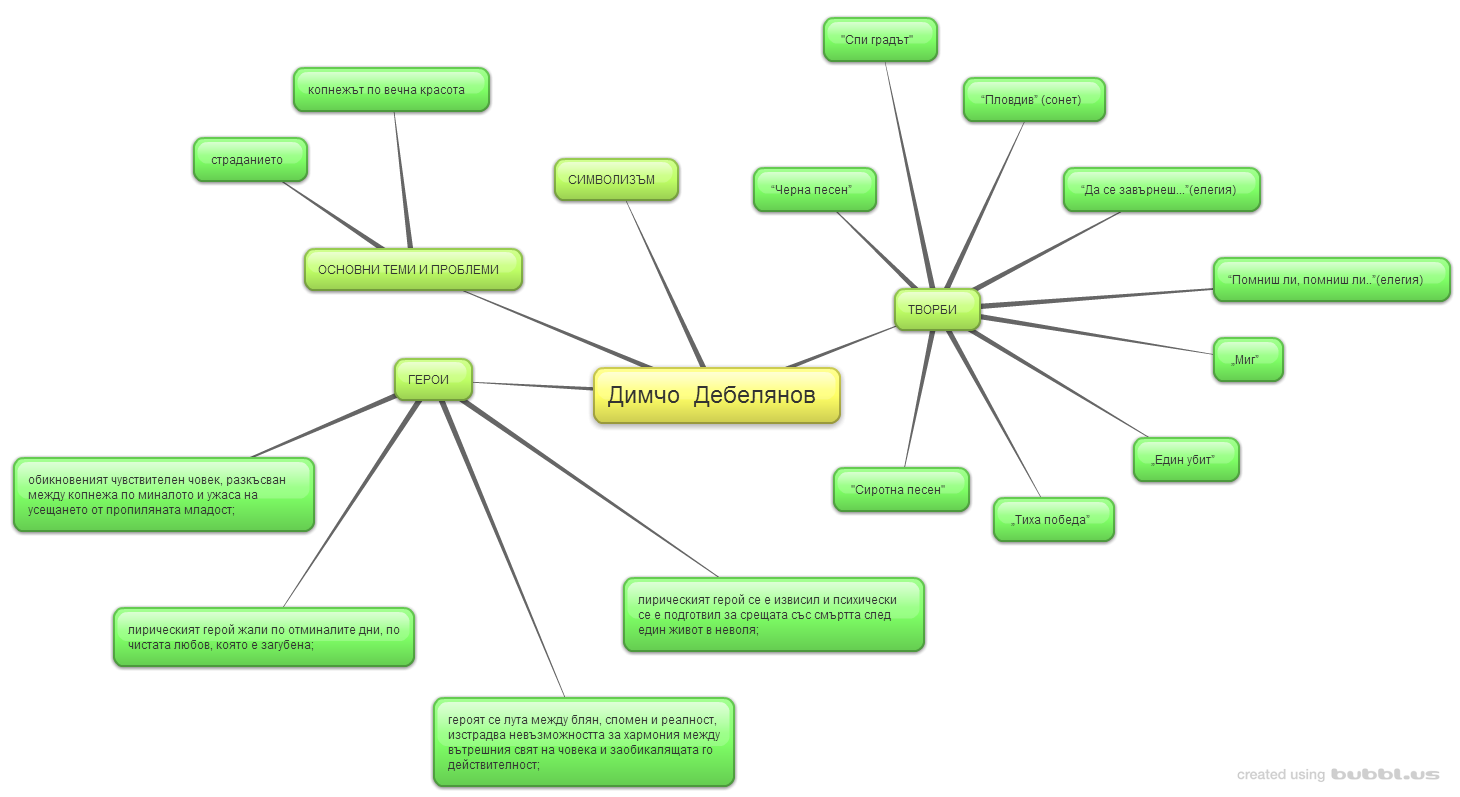 "Спи градът"
копнежът по вечна красота
“Пловдив” (сонет)
страданието
СИМВОЛИЗЪМ
“Черна песен”
“Да се завърнеш...”(елегия)
ОСНОВНИ ТЕМИ И ПРОБЛЕМИ
“Помниш ли, помниш ли..”(елегия)
ТВОРБИ
„Миг”
ГЕРОИ
Димчо Дебелянов
„Един убит”
обикновеният чувствителен човек, разкъсван
между копнежа по миналото и ужаса на
усещането от пропиляната младост;
"Сиротна песен"
„Тиха победа”
лирическият герой жали по отминалите дни, по
чистата любов, която е загубена;
лирическият герой се е извисил и психически
се е подготвил за срещата със смъртта след
един живот в неволя;
героят се лута между блян, спомен и реалност,
изстрадва невъзможността за хармония между
вътрешния свят на човека и заобикалящата го
действителност;
created using bubbl.us